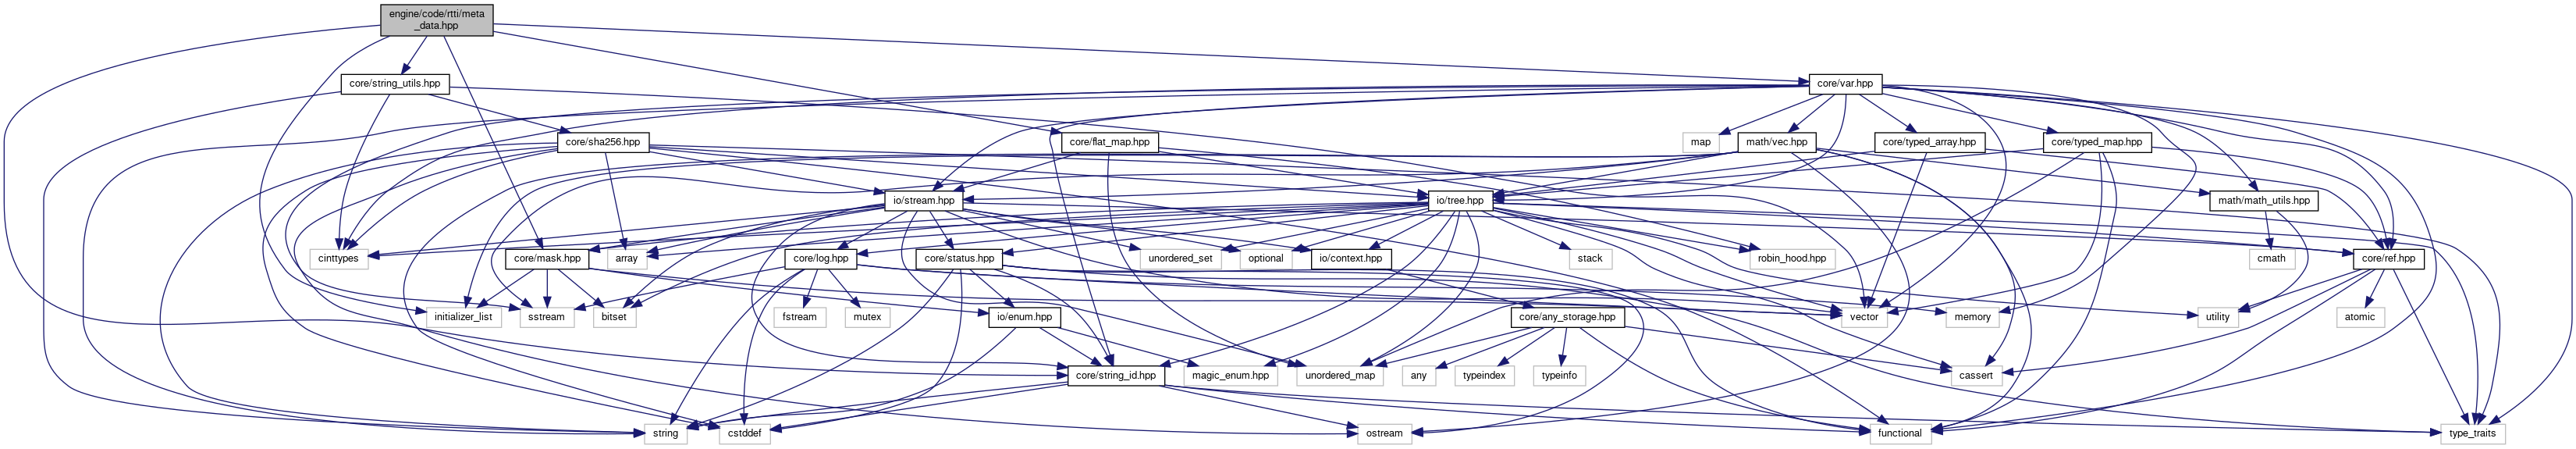 engine/code/rtti/meta
_data.hpp
core/string_utils.hpp
core/var.hpp
core/sha256.hpp
core/flat_map.hpp
map
math/vec.hpp
core/typed_array.hpp
core/typed_map.hpp
io/stream.hpp
io/tree.hpp
math/math_utils.hpp
cinttypes
core/mask.hpp
array
core/log.hpp
core/status.hpp
unordered_set
optional
io/context.hpp
stack
robin_hood.hpp
cmath
core/ref.hpp
initializer_list
sstream
bitset
fstream
mutex
io/enum.hpp
core/any_storage.hpp
vector
memory
utility
atomic
core/string_id.hpp
magic_enum.hpp
unordered_map
any
typeindex
typeinfo
cassert
string
cstddef
ostream
functional
type_traits